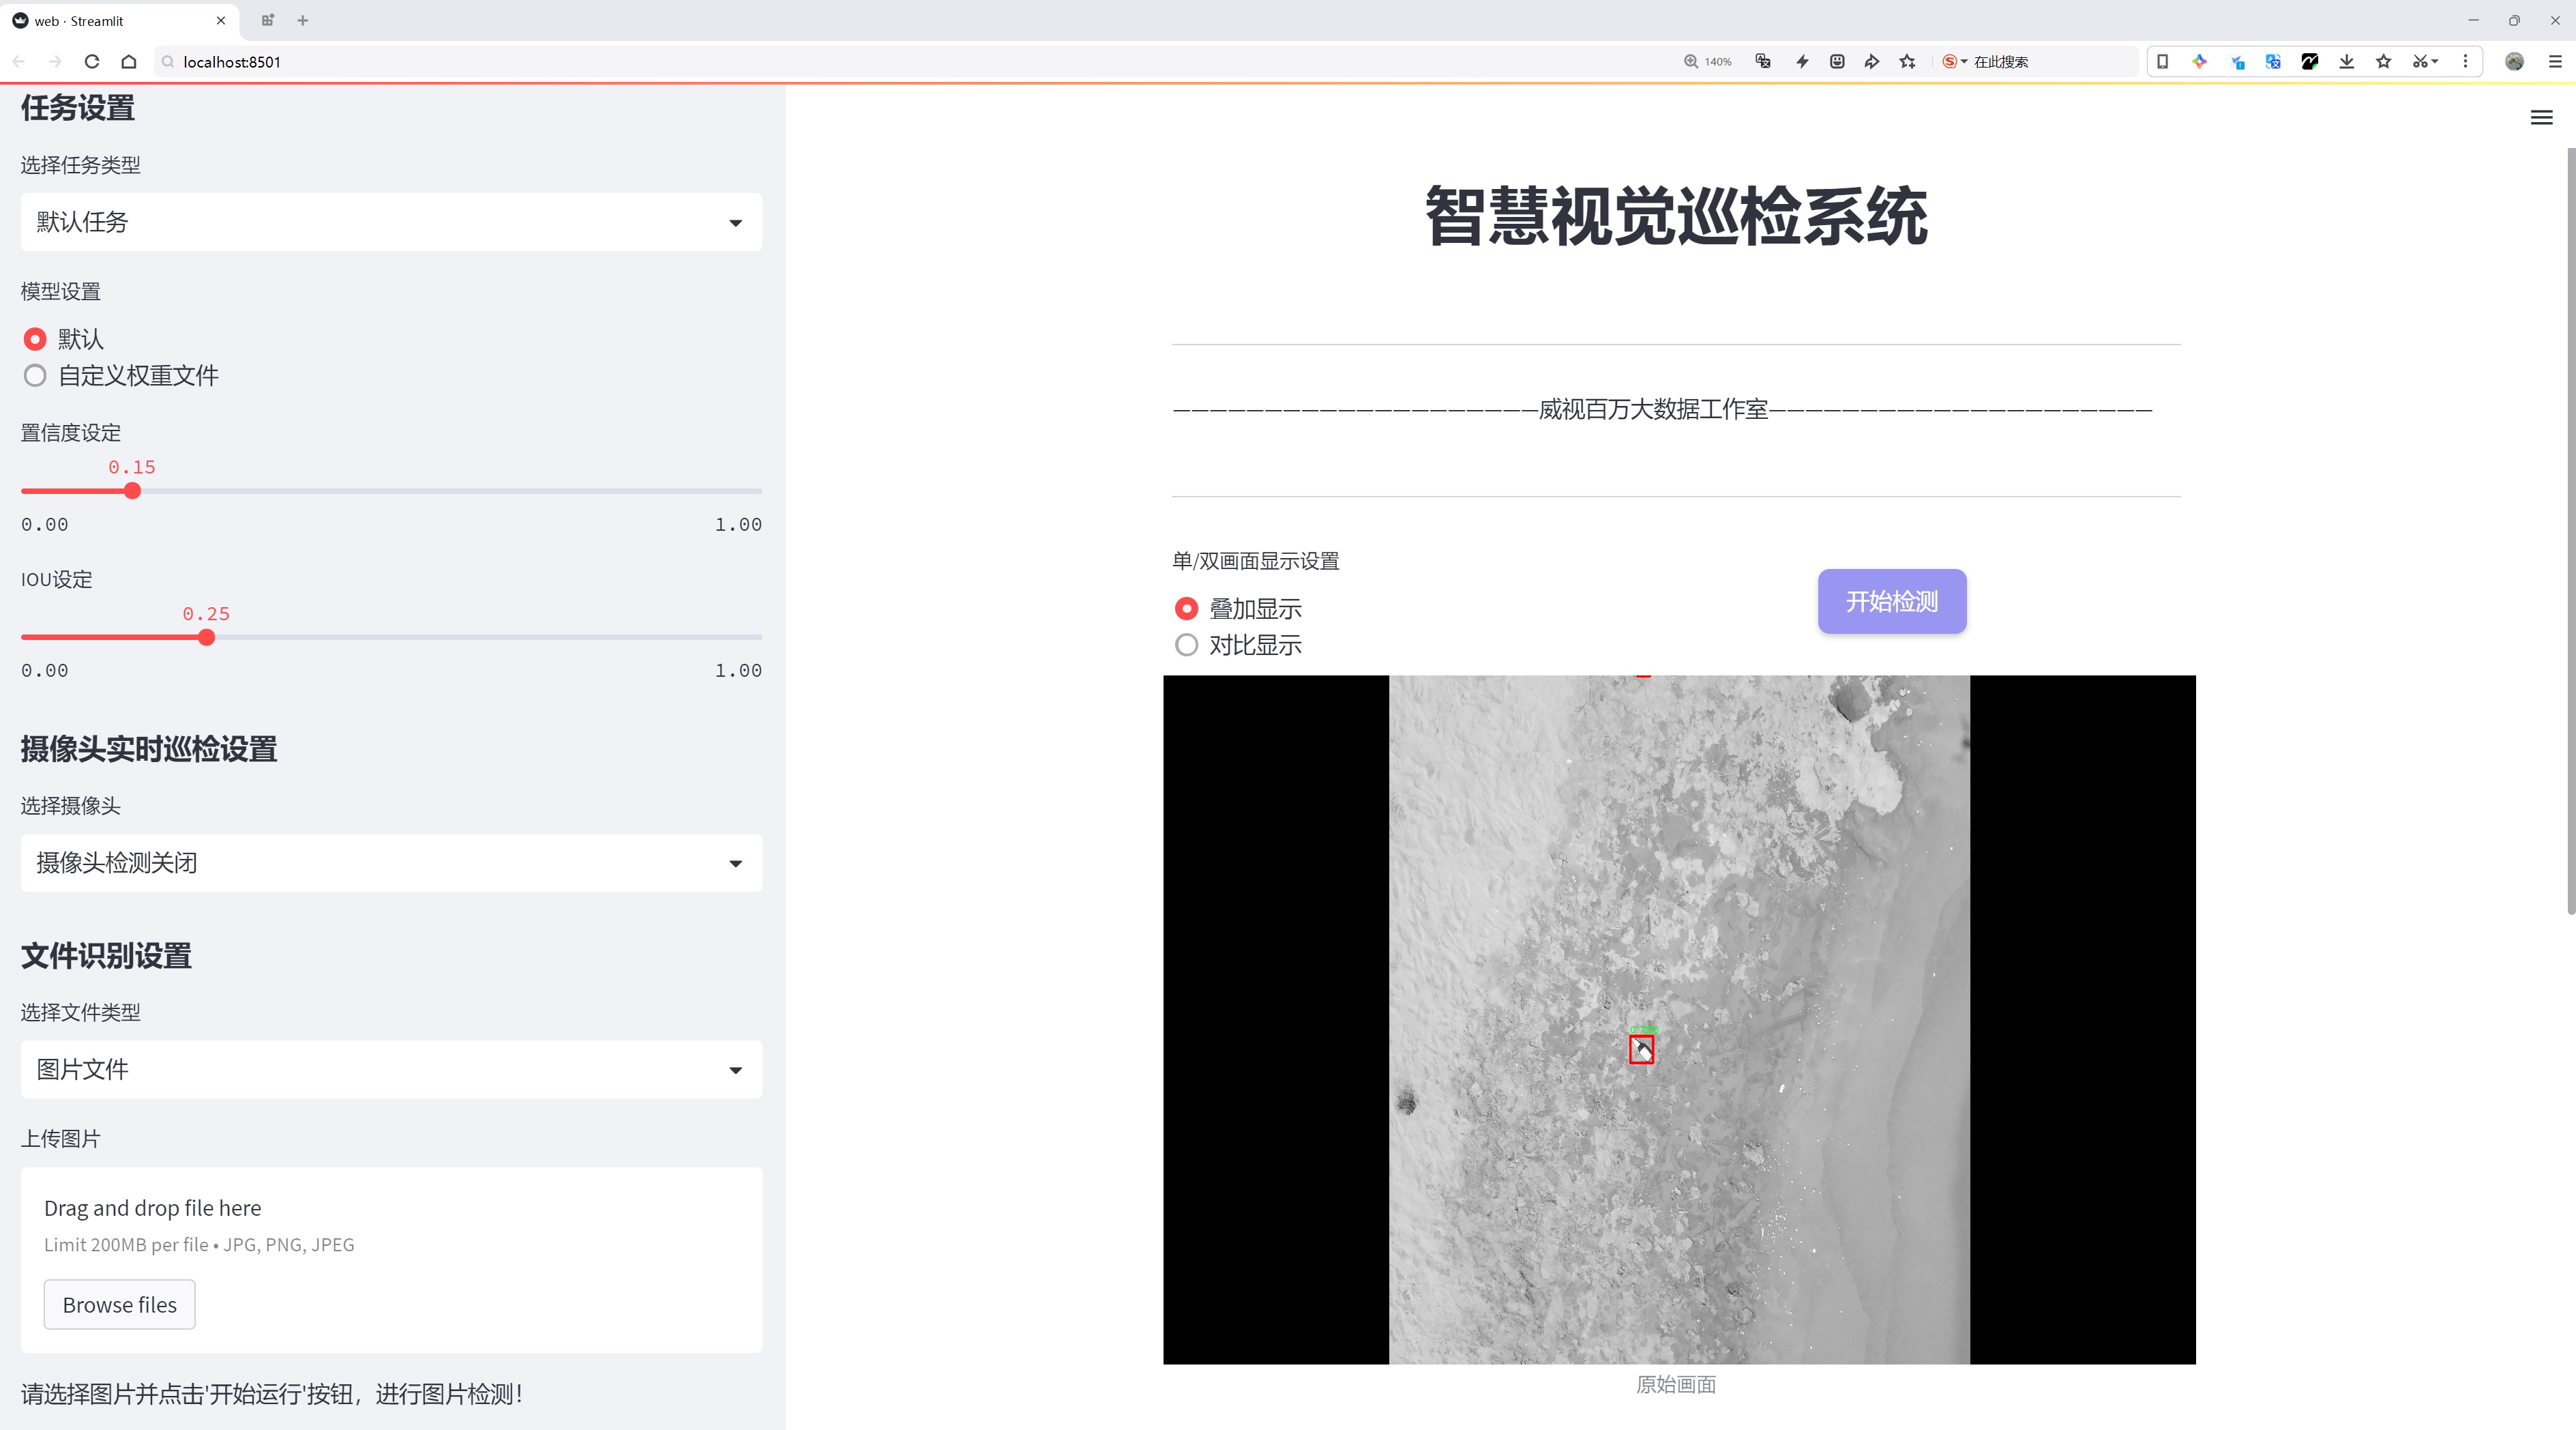 web · Streamlit
localhost:8501
140%
在此搜索
任务设置
选择任务类型
默认任务
模型设置
默认
自定义权重文件
置信度设定
0.15
0.00
1.00
IOU设定
0.25
0.00
1.00
摄像头实时巡检设置
选择摄像头
摄像头检测关闭
文件识别设置
选择文件类型
图片文件
上传图片
Drag and drop file here
Limit 200MB per file • JPG, PNG, JPEG
Browse files
请选择图片并点击'开始运行'按钮，进行图片检测！
智慧视觉巡检系统
————————————————————威视百万大数据工作室—————————————————————
单/双画面显示设置
叠加显示
对比显示
开始检测
原始画面